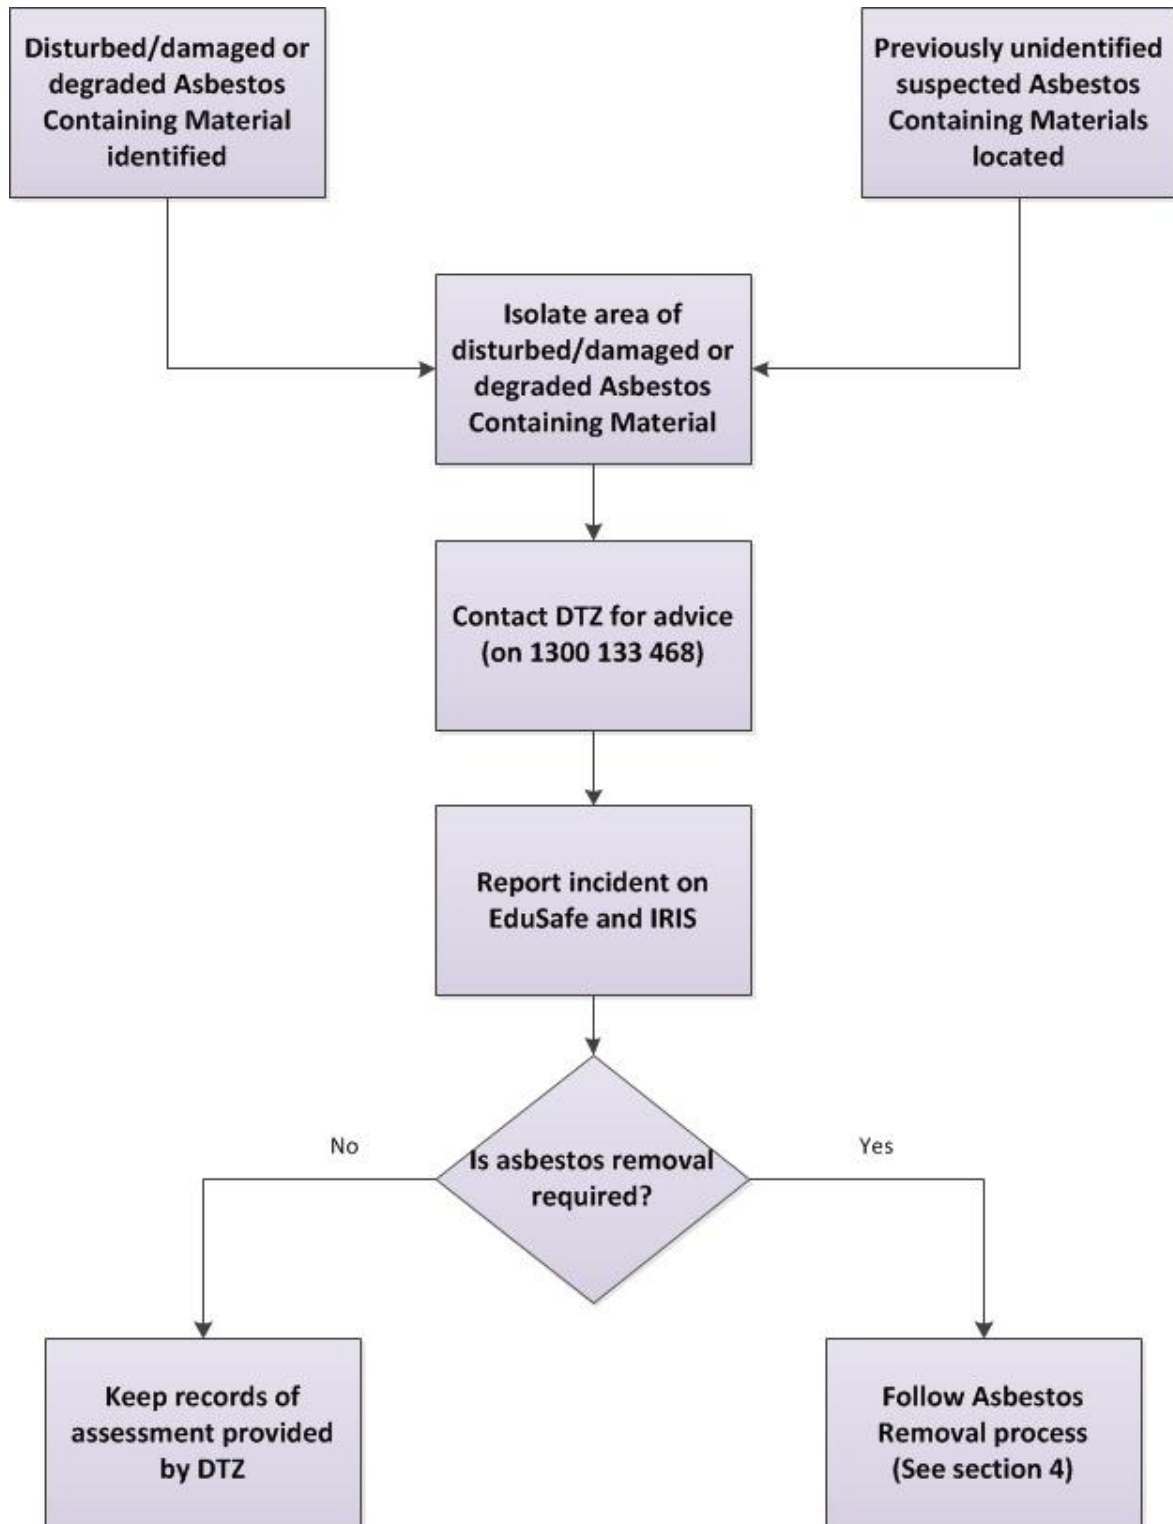 Disturbed/damaged or
degraded Asbestos
Containing Material
identified
Previously unidentified
suspected Asbestos
Containing Materials
located
Isolate area of
disturbed/damaged or
degraded Asbestos
Containing Material
Contact DTZ for advice
(on 1300 133 468)
Report incident on
EduSafe and IRIS
Is asbestos removal
required?
No
Yes
Keep records of
assessment provided
by DTZ
Follow Asbestos
Removal process
(See section 4)